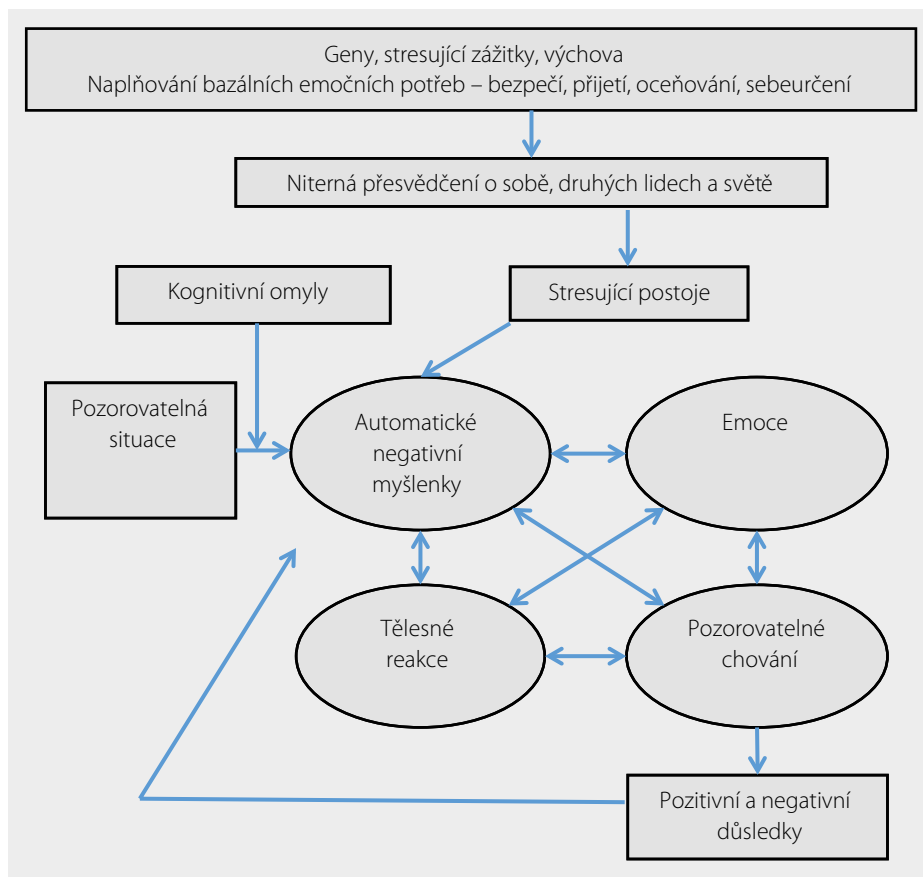 Geny, stresující zážitky, výchova
Naplňování bazálních emočních potřeb – bezpečí, přijetí, oceňování, sebeurčení
Niterná přesvědčení o sobě, druhých lidech a světě
Kognitivní omyly
Stresující postoje
Pozorovatelná
situace
Automatické
negativní
myšlenky
Emoce
Tělesné
reakce
Pozorovatelné
chování
Pozitivní a negativní
důsledky